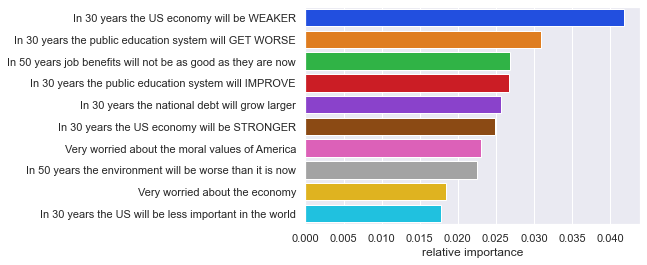 In 30 years the US economy will be WEAKER
In 30 years the public education system will GET WORSE
In 50 years job benefits will not be as good as they are now
In 30 years the public education system will IMPROVE
In 30 years the national debt will grow larger
In 30 years the US economy will be STRONGER
Very worried about the moral values of America
In 50 years the environment will be worse than it is now
Very worried about the economy
In 30 years the US will be less important in the world
0.000 0.005 0.010 0.015 0.020 0.025 0.030 0.035 0.040
relative importance